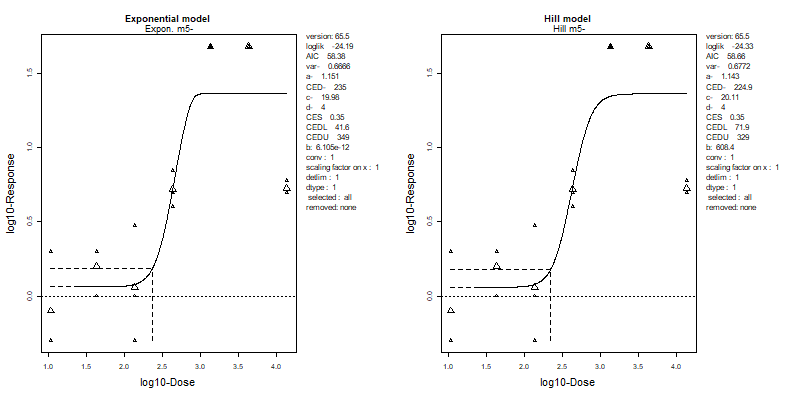 Exponential model
Expon. m5-
version: 65.5
loglik -24.19
AIC 58.38
var- 0.6666
a- 1.151
CED- 235
c- 19.98
d- 4
CES 0.35
CEDL 41.6
CEDU 349
b: 6.105e-12
conv : 1
scaling factor on x : 1
detlim : 1
dtype : 1
selected : all
removed: none
log10-Response
0.0 0.5 1.0 1.5
1.0 1.5 2.0 2.5 3.0 3.5 4.0
log10-Dose
Hill model
Hill m5-
version: 65.5
loglik -24.33
AIC 58.66
var- 0.6772
a- 1.143
CED- 224.9
c- 20.11
d- 4
CES 0.35
CEDL 71.9
CEDU 329
b: 608.4
conv : 1
scaling factor on x : 1
detlim : 1
dtype : 1
selected : all
removed: none
log10-Response
0.0 0.5 1.0 1.5
1.0 1.5 2.0 2.5 3.0 3.5 4.0
log10-Dose